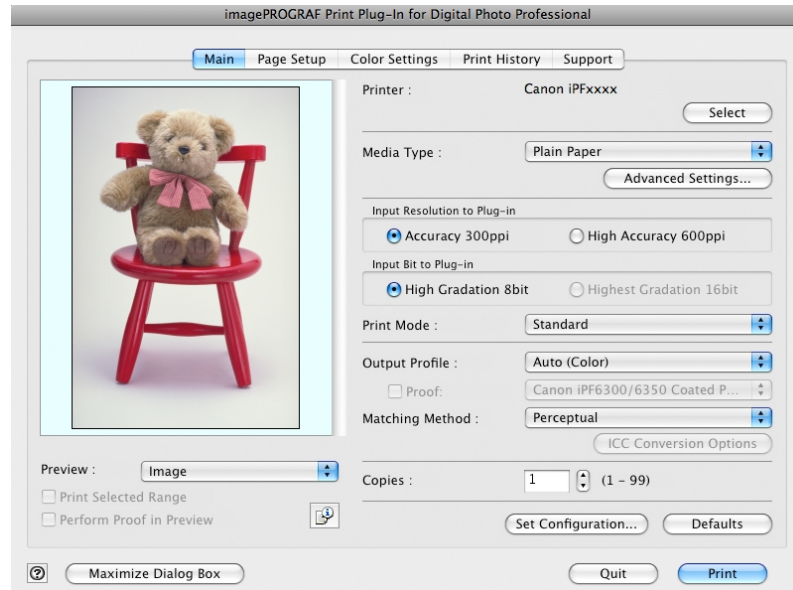 imagePROGRAF Print Plug-In for Digital Photo Professional
Main Page Setup Color Settings Print History Support
Printer : Canon iPFxxxx
Select
Media Type : Plain Paper
Advanced Settings...
Input Resolution to Plug-in
Accuracy 300ppi High Accuracy 600ppi
Input Bit to Plug-in
High Gradation 8bit Highest Gradation 16bit
Print Mode : Standard
Output Profile : Auto (Color)
Proof: Canon iPF6300/6350 Coated P...
Matching Method : Perceptual
ICC Conversion Options
Preview : Image
Print Selected Range
Perform Proof in Preview
Copies : 1 (1 – 99)
Set Configuration... Defaults
? Maximize Dialog Box Quit Print